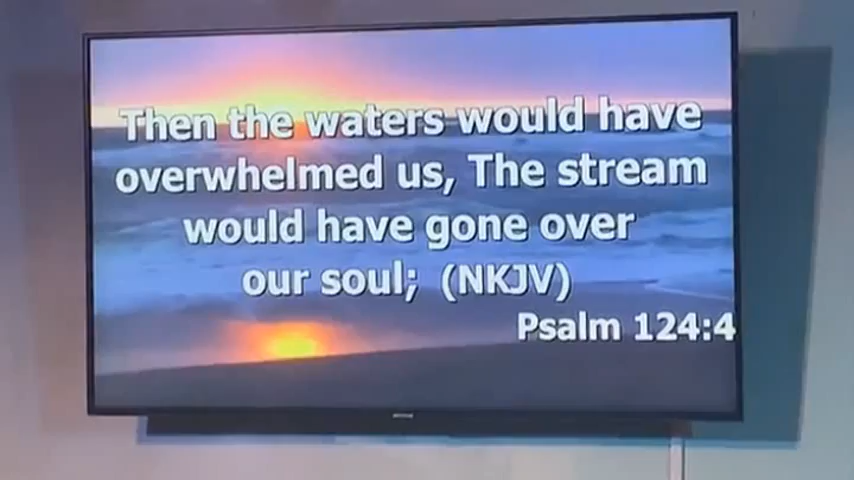 Then the waters would have
overwhelmed us, The stream
would have gone over
our soul; (NKJV)
Psalm 124:4